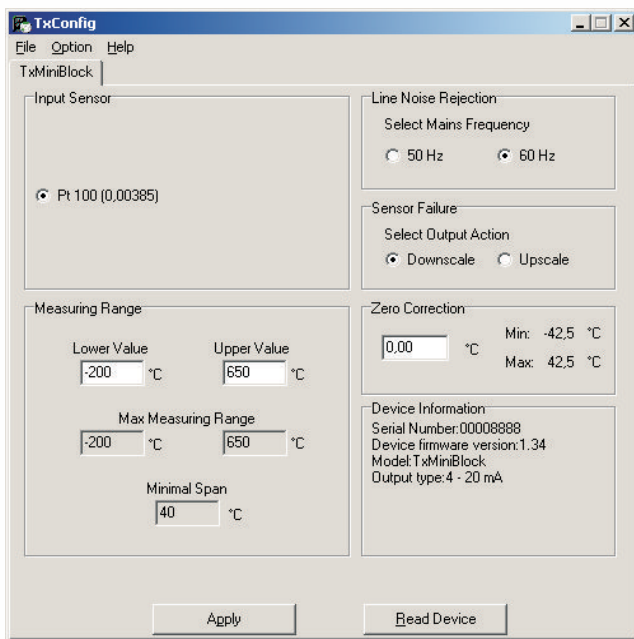 TxConfig
File Option Help
TxMiniBlock
Input Sensor
Pt 100 (0,00385)
Line Noise Rejection
Select Mains Frequency
50 Hz 60 Hz
Sensor Failure
Select Output Action
Downscale Upscale
Measuring Range
Lower Value Upper Value
-200 °C 650 °C
Max Measuring Range
-200 °C 650 °C
Minimal Span
40 °C
Zero Correction
0,00 °C
Min: -42,5 °C
Max: 42,5 °C
Device Information
Serial Number:00008888
Device firmware version:1.34
Model:TxMiniBlock
Output type:4 - 20 mA
Apply Read Device